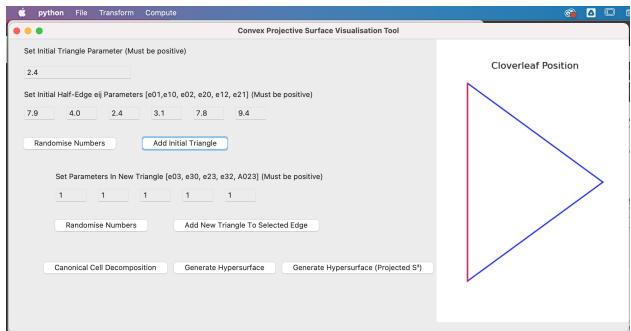 python File Transform Compute
Convex Projective Surface Visualisation Tool
Set Initial Triangle Parameter (Must be positive)
2.4
Set Initial Half-Edge eij Parameters [e01,e10, e02, e20, e12, e21] (Must be positive)
7.9 4.0 2.4 3.1 7.8 9.4
Randomise Numbers Add Initial Triangle
Set Parameters In New Triangle [e03, e30, e23, e32, A023] (Must be positive)
1 1 1 1 1
Randomise Numbers Add New Triangle To Selected Edge
Canonical Cell Decomposition Generate Hypersurface Generate Hypersurface (Projected S³)
Cloverleaf Position